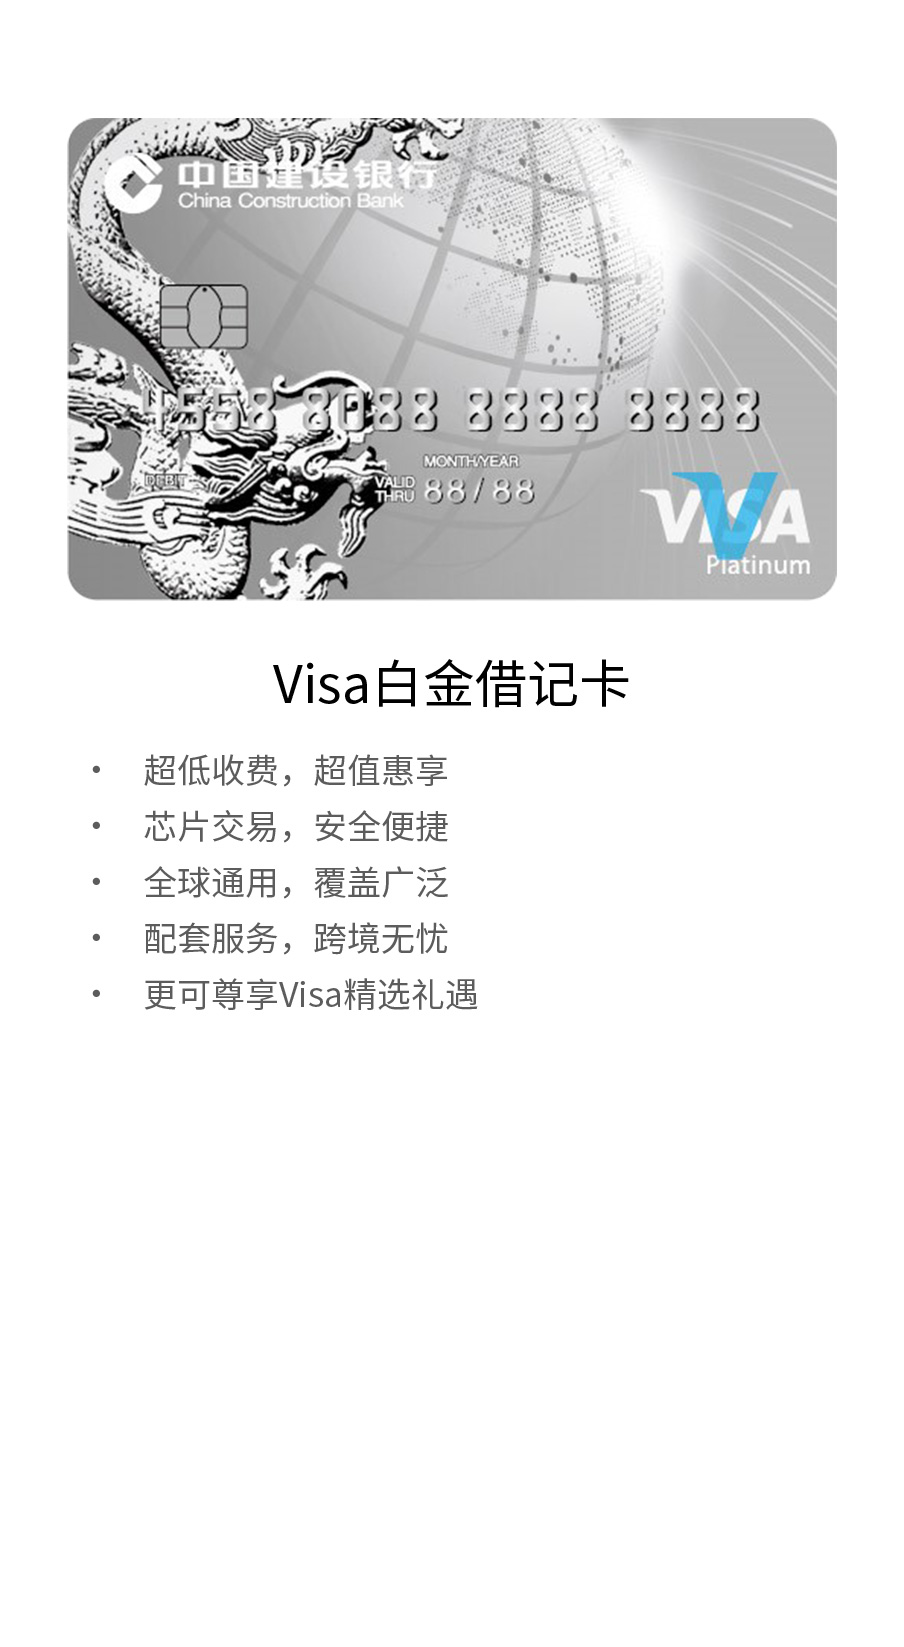 中国建设银行
China Construction Bank
4558 8088 8888 8888
MONTH/YEAR
DEBIT
VALID
THRU 88/88
VISA
Platinum
Visa白金借记卡
• 超低收费，超值惠享
• 芯片交易，安全便捷
• 全球通用，覆盖广泛
• 配套服务，跨境无忧
• 更可尊享Visa精选礼遇